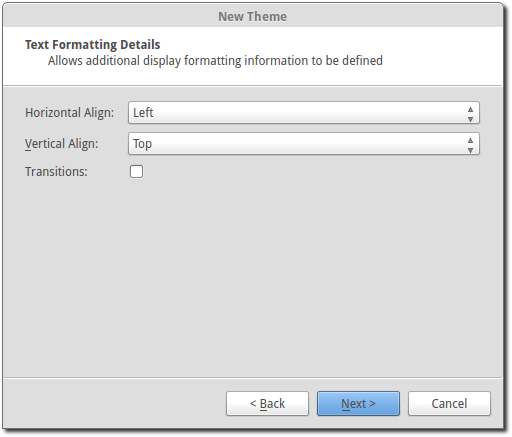 New Theme
Text Formatting Details
Allows additional display formatting information to be defined
Horizontal Align: Left
Vertical Align: Top
Transitions:
< Back Next > Cancel